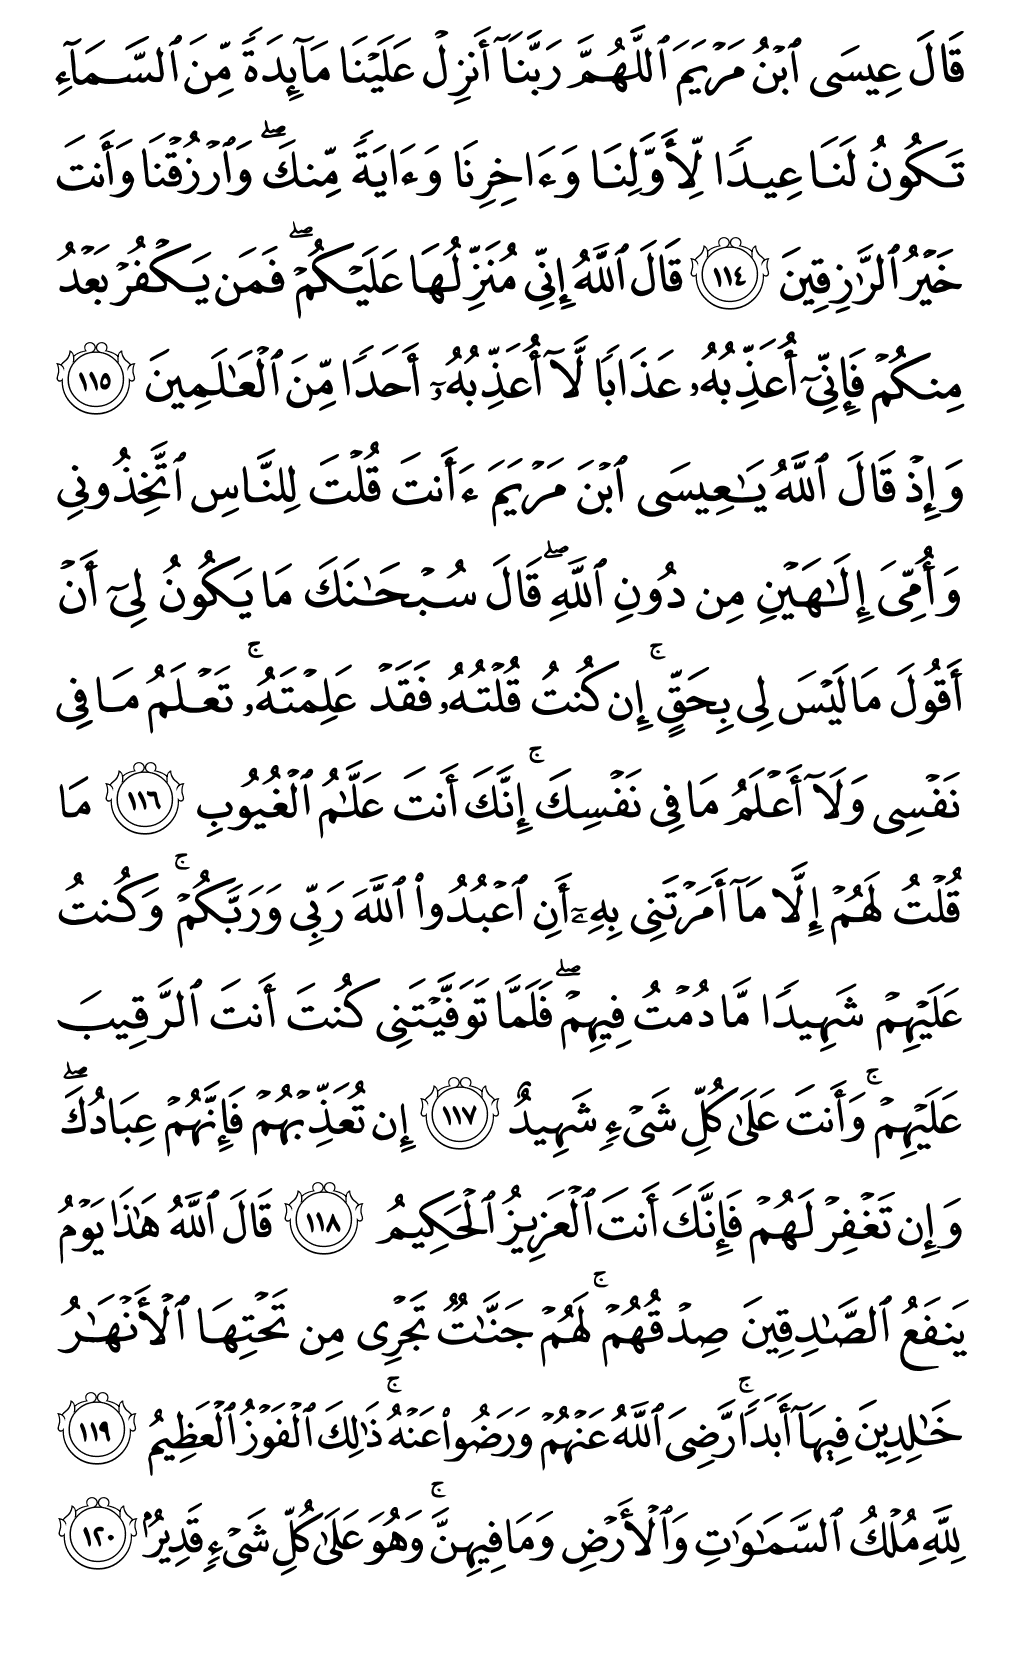 قَالَ عِيسَى ٱبْنُ مَرْيَمَ ٱللَّهُمَّ رَبَّنَآ أَنزِلْ عَلَيْنَا مَآئِدَةً مِّنَ ٱلسَّمَآءِ
تَكُونُ لَنَا عِيدًا لِّأَوَّلِنَا وَءَاخِرِنَا وَءَايَةً مِّنكَ ۖ وَٱرْزُقْنَا وَأَنتَ
خَيْرُ ٱلرَّٰزِقِينَ ١١٤ قَالَ ٱللَّهُ إِنِّى مُنَزِّلُهَا عَلَيْكُمْ ۖ فَمَن يَكْفُرْ بَعْدُ
مِنكُمْ فَإِنِّىٓ أُعَذِّبُهُۥ عَذَابًا لَّآ أُعَذِّبُهُۥٓ أَحَدًا مِّنَ ٱلْعَٰلَمِينَ ١١٥
وَإِذْ قَالَ ٱللَّهُ يَٰعِيسَى ٱبْنَ مَرْيَمَ ءَأَنتَ قُلْتَ لِلنَّاسِ ٱتَّخِذُونِى
وَأُمِّىَ إِلَٰهَيْنِ مِن دُونِ ٱللَّهِ ۖ قَالَ سُبْحَٰنَكَ مَا يَكُونُ لِىٓ أَنْ
أَقُولَ مَا لَيْسَ لِى بِحَقٍّ ۚ إِن كُنتُ قُلْتُهُۥ فَقَدْ عَلِمْتَهُۥ ۚ تَعْلَمُ مَا فِى
نَفْسِى وَلَآ أَعْلَمُ مَا فِى نَفْسِكَ ۚ إِنَّكَ أَنتَ عَلَّٰمُ ٱلْغُيُوبِ ١١٦ مَا
قُلْتُ لَهُمْ إِلَّا مَآ أَمَرْتَنِى بِهِۦٓ أَنِ ٱعْبُدُوا۟ ٱللَّهَ رَبِّى وَرَبَّكُمْ ۚ وَكُنتُ
عَلَيْهِمْ شَهِيدًا مَّا دُمْتُ فِيهِمْ ۖ فَلَمَّا تَوَفَّيْتَنِى كُنتَ أَنتَ ٱلرَّقِيبَ
عَلَيْهِمْ ۚ وَأَنتَ عَلَىٰ كُلِّ شَىْءٍ شَهِيدٌ ١١٧ إِن تُعَذِّبْهُمْ فَإِنَّهُمْ عِبَادُكَ ۖ
وَإِن تَغْفِرْ لَهُمْ فَإِنَّكَ أَنتَ ٱلْعَزِيزُ ٱلْحَكِيمُ ١١٨ قَالَ ٱللَّهُ هَٰذَا يَوْمُ
يَنفَعُ ٱلصَّٰدِقِينَ صِدْقُهُمْ ۚ لَهُمْ جَنَّٰتٌ تَجْرِى مِن تَحْتِهَا ٱلْأَنْهَٰرُ
خَٰلِدِينَ فِيهَآ أَبَدًا ۚ رَّضِىَ ٱللَّهُ عَنْهُمْ وَرَضُوا۟ عَنْهُ ۚ ذَٰلِكَ ٱلْفَوْزُ ٱلْعَظِيمُ ١١٩
لِلَّهِ مُلْكُ ٱلسَّمَٰوَٰتِ وَٱلْأَرْضِ وَمَا فِيهِنَّ ۚ وَهُوَ عَلَىٰ كُلِّ شَىْءٍ قَدِيرٌۢ ١٢٠